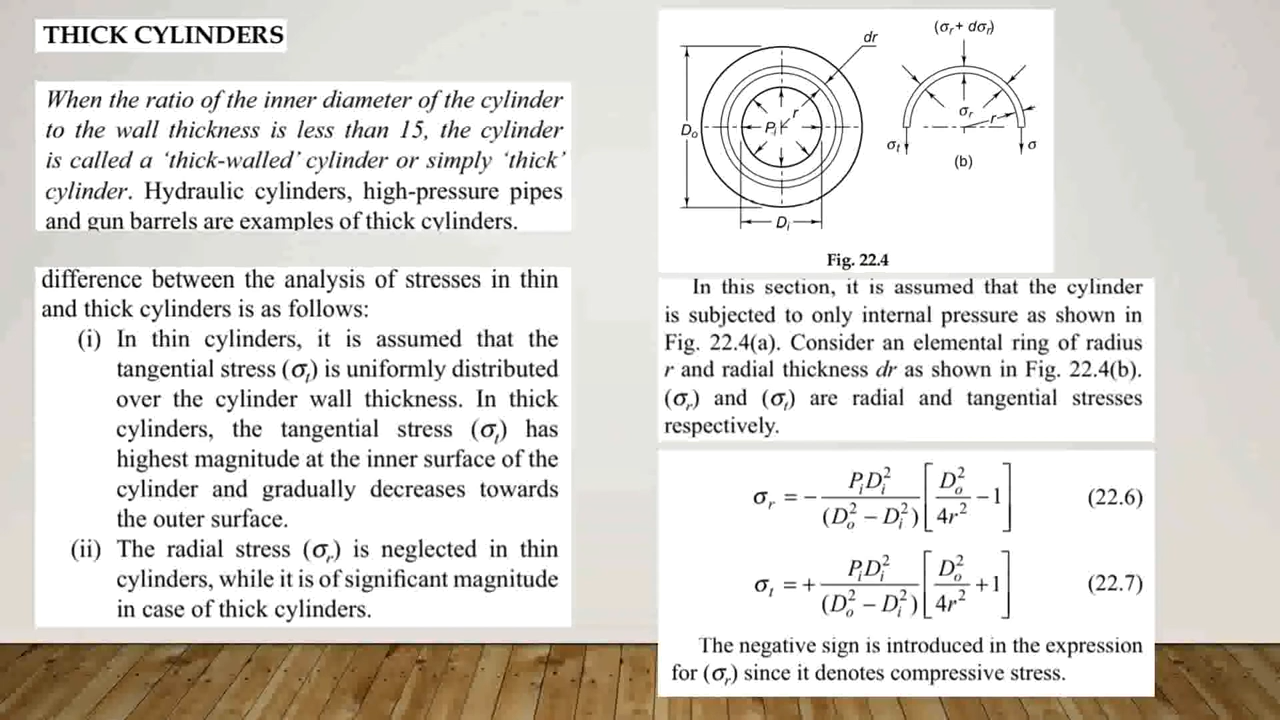 THICK CYLINDERS
When the ratio of the inner diameter of the cylinder
to the wall thickness is less than 15, the cylinder
is called a ‘thick-walled’ cylinder or simply ‘thick’
cylinder. Hydraulic cylinders, high-pressure pipes
and gun barrels are examples of thick cylinders.
difference between the analysis of stresses in thin
and thick cylinders is as follows:
(i) In thin cylinders, it is assumed that the
tangential stress (σₜ) is uniformly distributed
over the cylinder wall thickness. In thick
cylinders, the tangential stress (σₜ) has
highest magnitude at the inner surface of the
cylinder and gradually decreases towards
the outer surface.
(ii) The radial stress (σᵣ) is neglected in thin
cylinders, while it is of significant magnitude
in case of thick cylinders.
dr
Dₒ
Pᵢ
r
Dᵢ
(σᵣ + dσᵣ)
σᵣ
r
σₜ
σ
(b)
Fig. 22.4
In this section, it is assumed that the cylinder
is subjected to only internal pressure as shown in
Fig. 22.4(a). Consider an elemental ring of radius
r and radial thickness dr as shown in Fig. 22.4(b).
(σᵣ) and (σₜ) are radial and tangential stresses
respectively.
σᵣ = − PᵢDᵢ² / (Dₒ² − Dᵢ²) [Dₒ² / 4r² − 1] (22.6)
σₜ = + PᵢDᵢ² / (Dₒ² − Dᵢ²) [Dₒ² / 4r² + 1] (22.7)
The negative sign is introduced in the expression
for (σᵣ) since it denotes compressive stress.